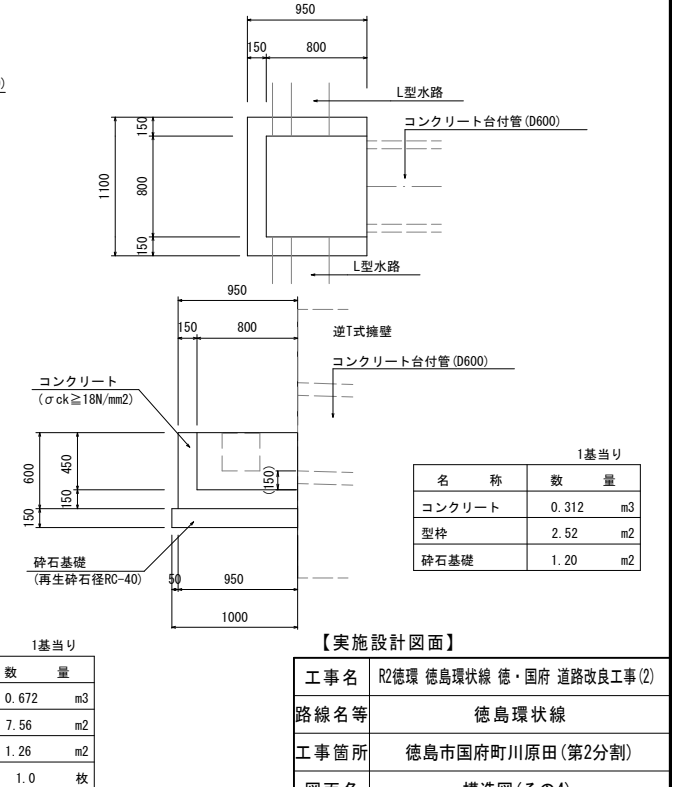 950
150 800
L型水路
コンクリート台付管(D600)
1100
150
800
150
L型水路
950
150 800
逆T式擁壁
コンクリート台付管(D600)
コンクリート
(σck≧18N/mm2)
600
450
150
150
(150)
砕石基礎
(再生砕石径RC-40)
50 950
1000
1基当り
名 称 数 量
コンクリート 0.312 m3
型枠 2.52 m2
砕石基礎 1.20 m2
1基当り
数 量
0.672 m3
7.56 m2
1.26 m2
1.0 枚
【実施設計図面】
工事名 R2徳環 徳島環状線 徳・国府 道路改良工事(2)
路線名等 徳島環状線
工事箇所 徳島市国府町川原田(第2分割)